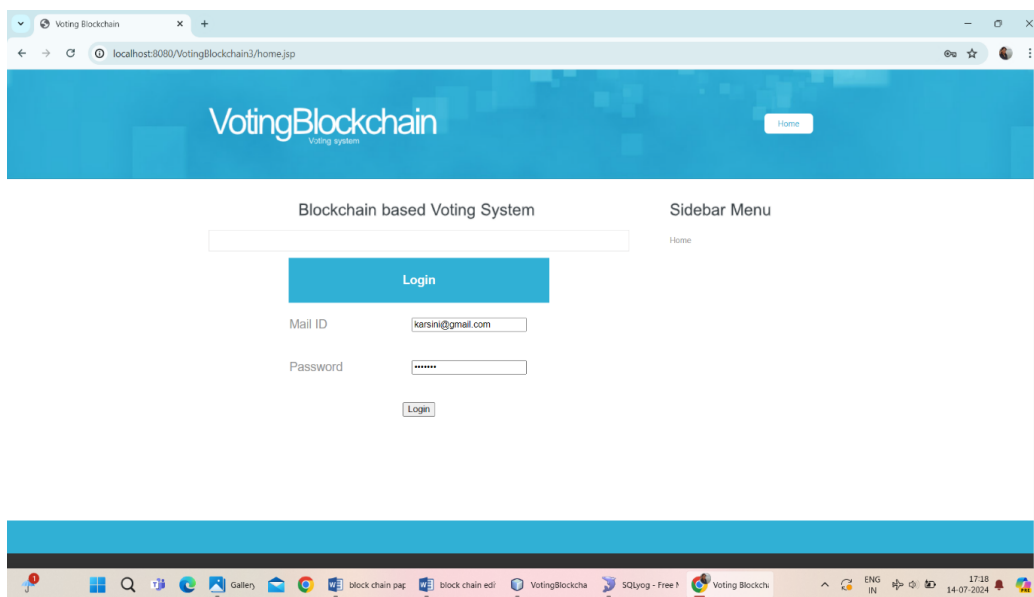 Voting Blockchain
localhost:8080/VotingBlockchain3/home.jsp
VotingBlockchain
Voting system
Home
Blockchain based Voting System
Sidebar Menu
Home
Login
Mail ID
karsini@gmail.com
Password
Login
1
Gallery
block chain pap
block chain edi
VotingBlockcha
SQLyog - Free M
Voting Blockcha
ENG
IN
17:18
14-07-2024